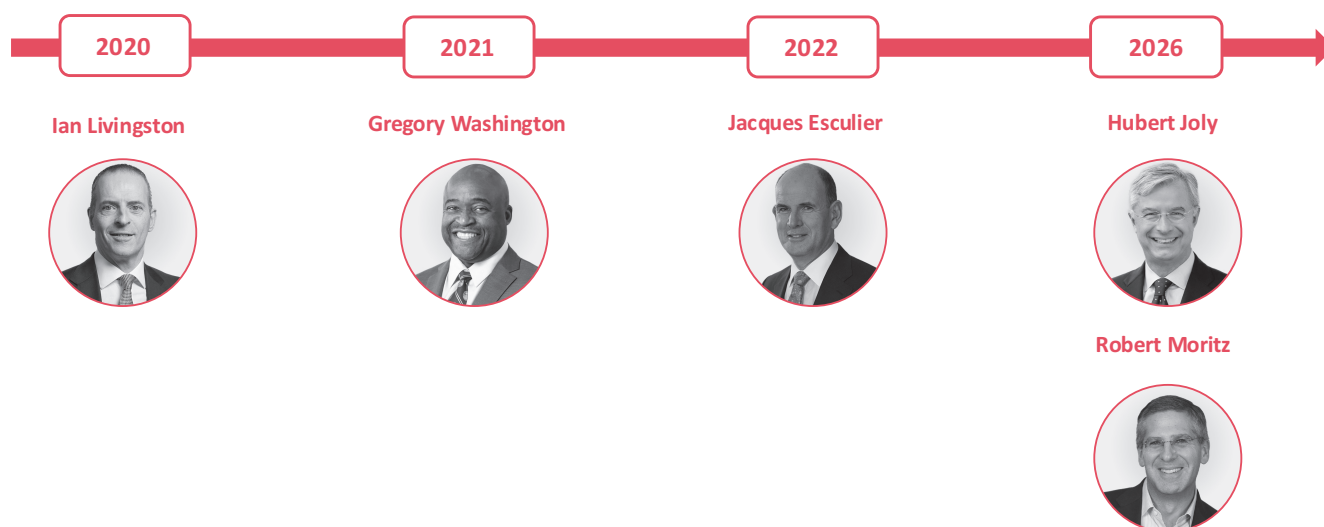 2020
2021
2022
2026
Ian Livingston
Gregory Washington
Jacques Esculier
Hubert Joly
Robert Moritz